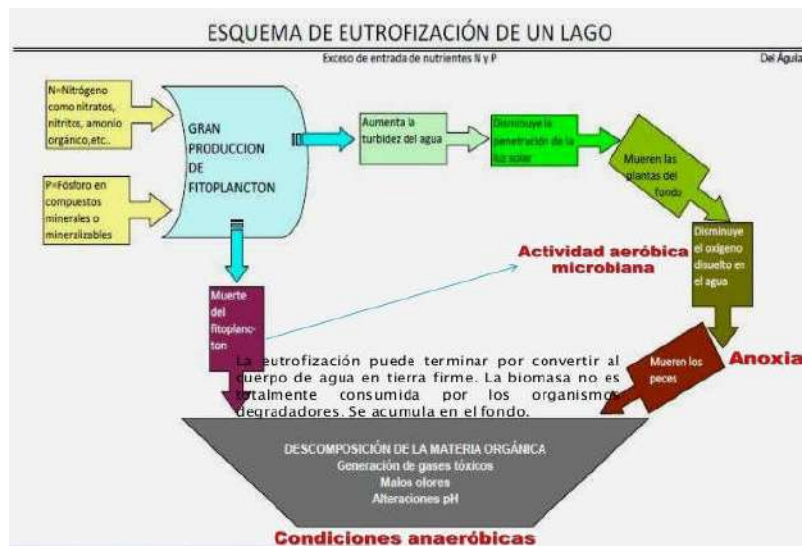 ESQUEMA DE EUTROFIZACIÓN DE UN LAGO
Exceso de entrada de nutrientes N y P
Del Águila
N=Nitrógeno
como nitratos,
nitritos, amonio
orgánico,etc..
GRAN
PRODUCCION
DE
FITOPLANCTON
Aumenta la
turbidez del agua
Disminuye la
penetración de la
luz solar
Mueren las
plantas del
fondo
P=Fósforo en
compuestos
minerales o
mineralizables
Disminuye
el oxígeno
disuelto en
el agua
Actividad aeróbica
microbiana
Muerte
del
fitoplanc-
ton
Mueren los
peces
Anoxia
La eutrofización puede terminar por convertir al
cuerpo de agua en tierra firme. La biomasa no es
totalmente consumida por los organismos
degradadores. Se acumula en el fondo.
DESCOMPOSICIÓN DE LA MATERIA ORGÁNICA
Generación de gases tóxicos
Malos olores
Alteraciones pH
Condiciones anaeróbicas